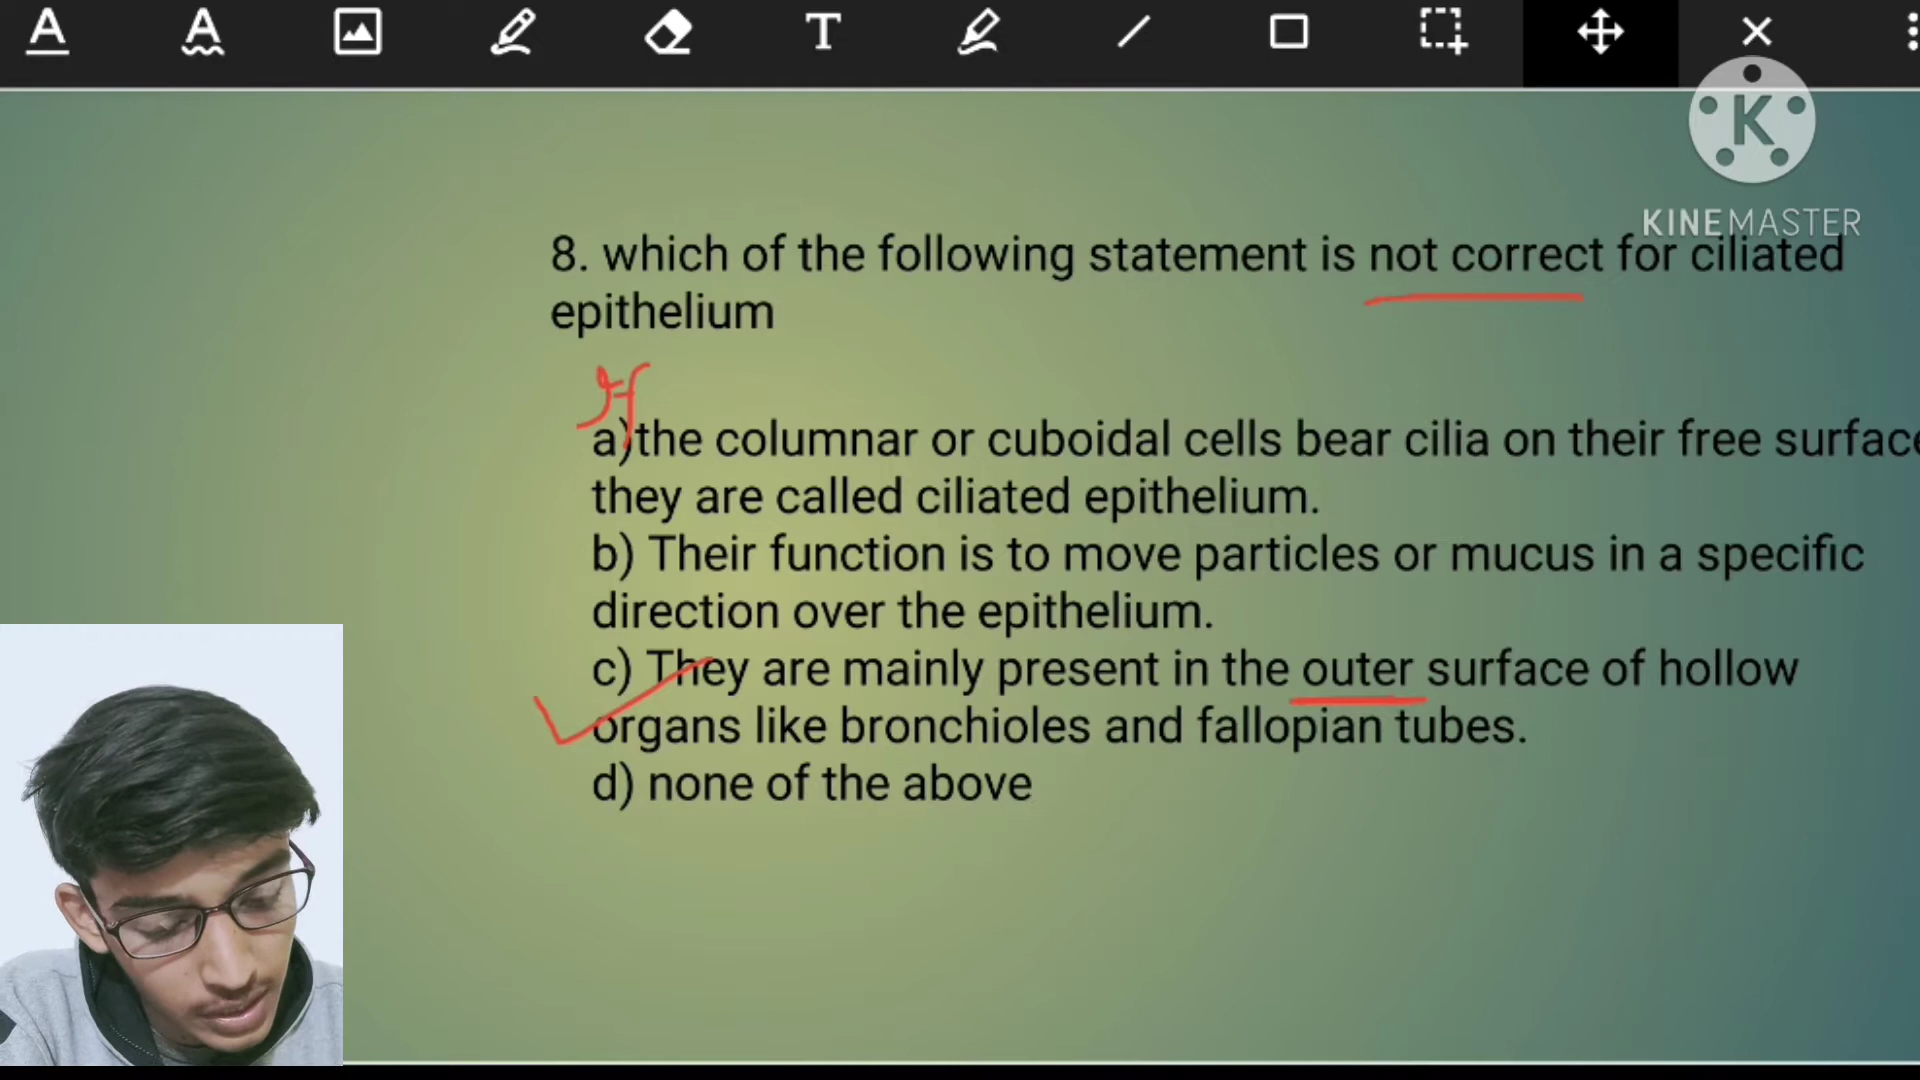 A A T
K
KINEMASTER
8. which of the following statement is not correct for ciliated
epithelium
If
a)the columnar or cuboidal cells bear cilia on their free surface
they are called ciliated epithelium.
b) Their function is to move particles or mucus in a specific
direction over the epithelium.
c) They are mainly present in the outer surface of hollow
organs like bronchioles and fallopian tubes.
d) none of the above